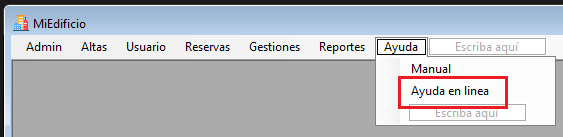 MiEdificio
Admin Altas Usuario Reservas Gestiones Reportes Ayuda Escriba aquí
Manual
Ayuda en linea
Escriba aquí